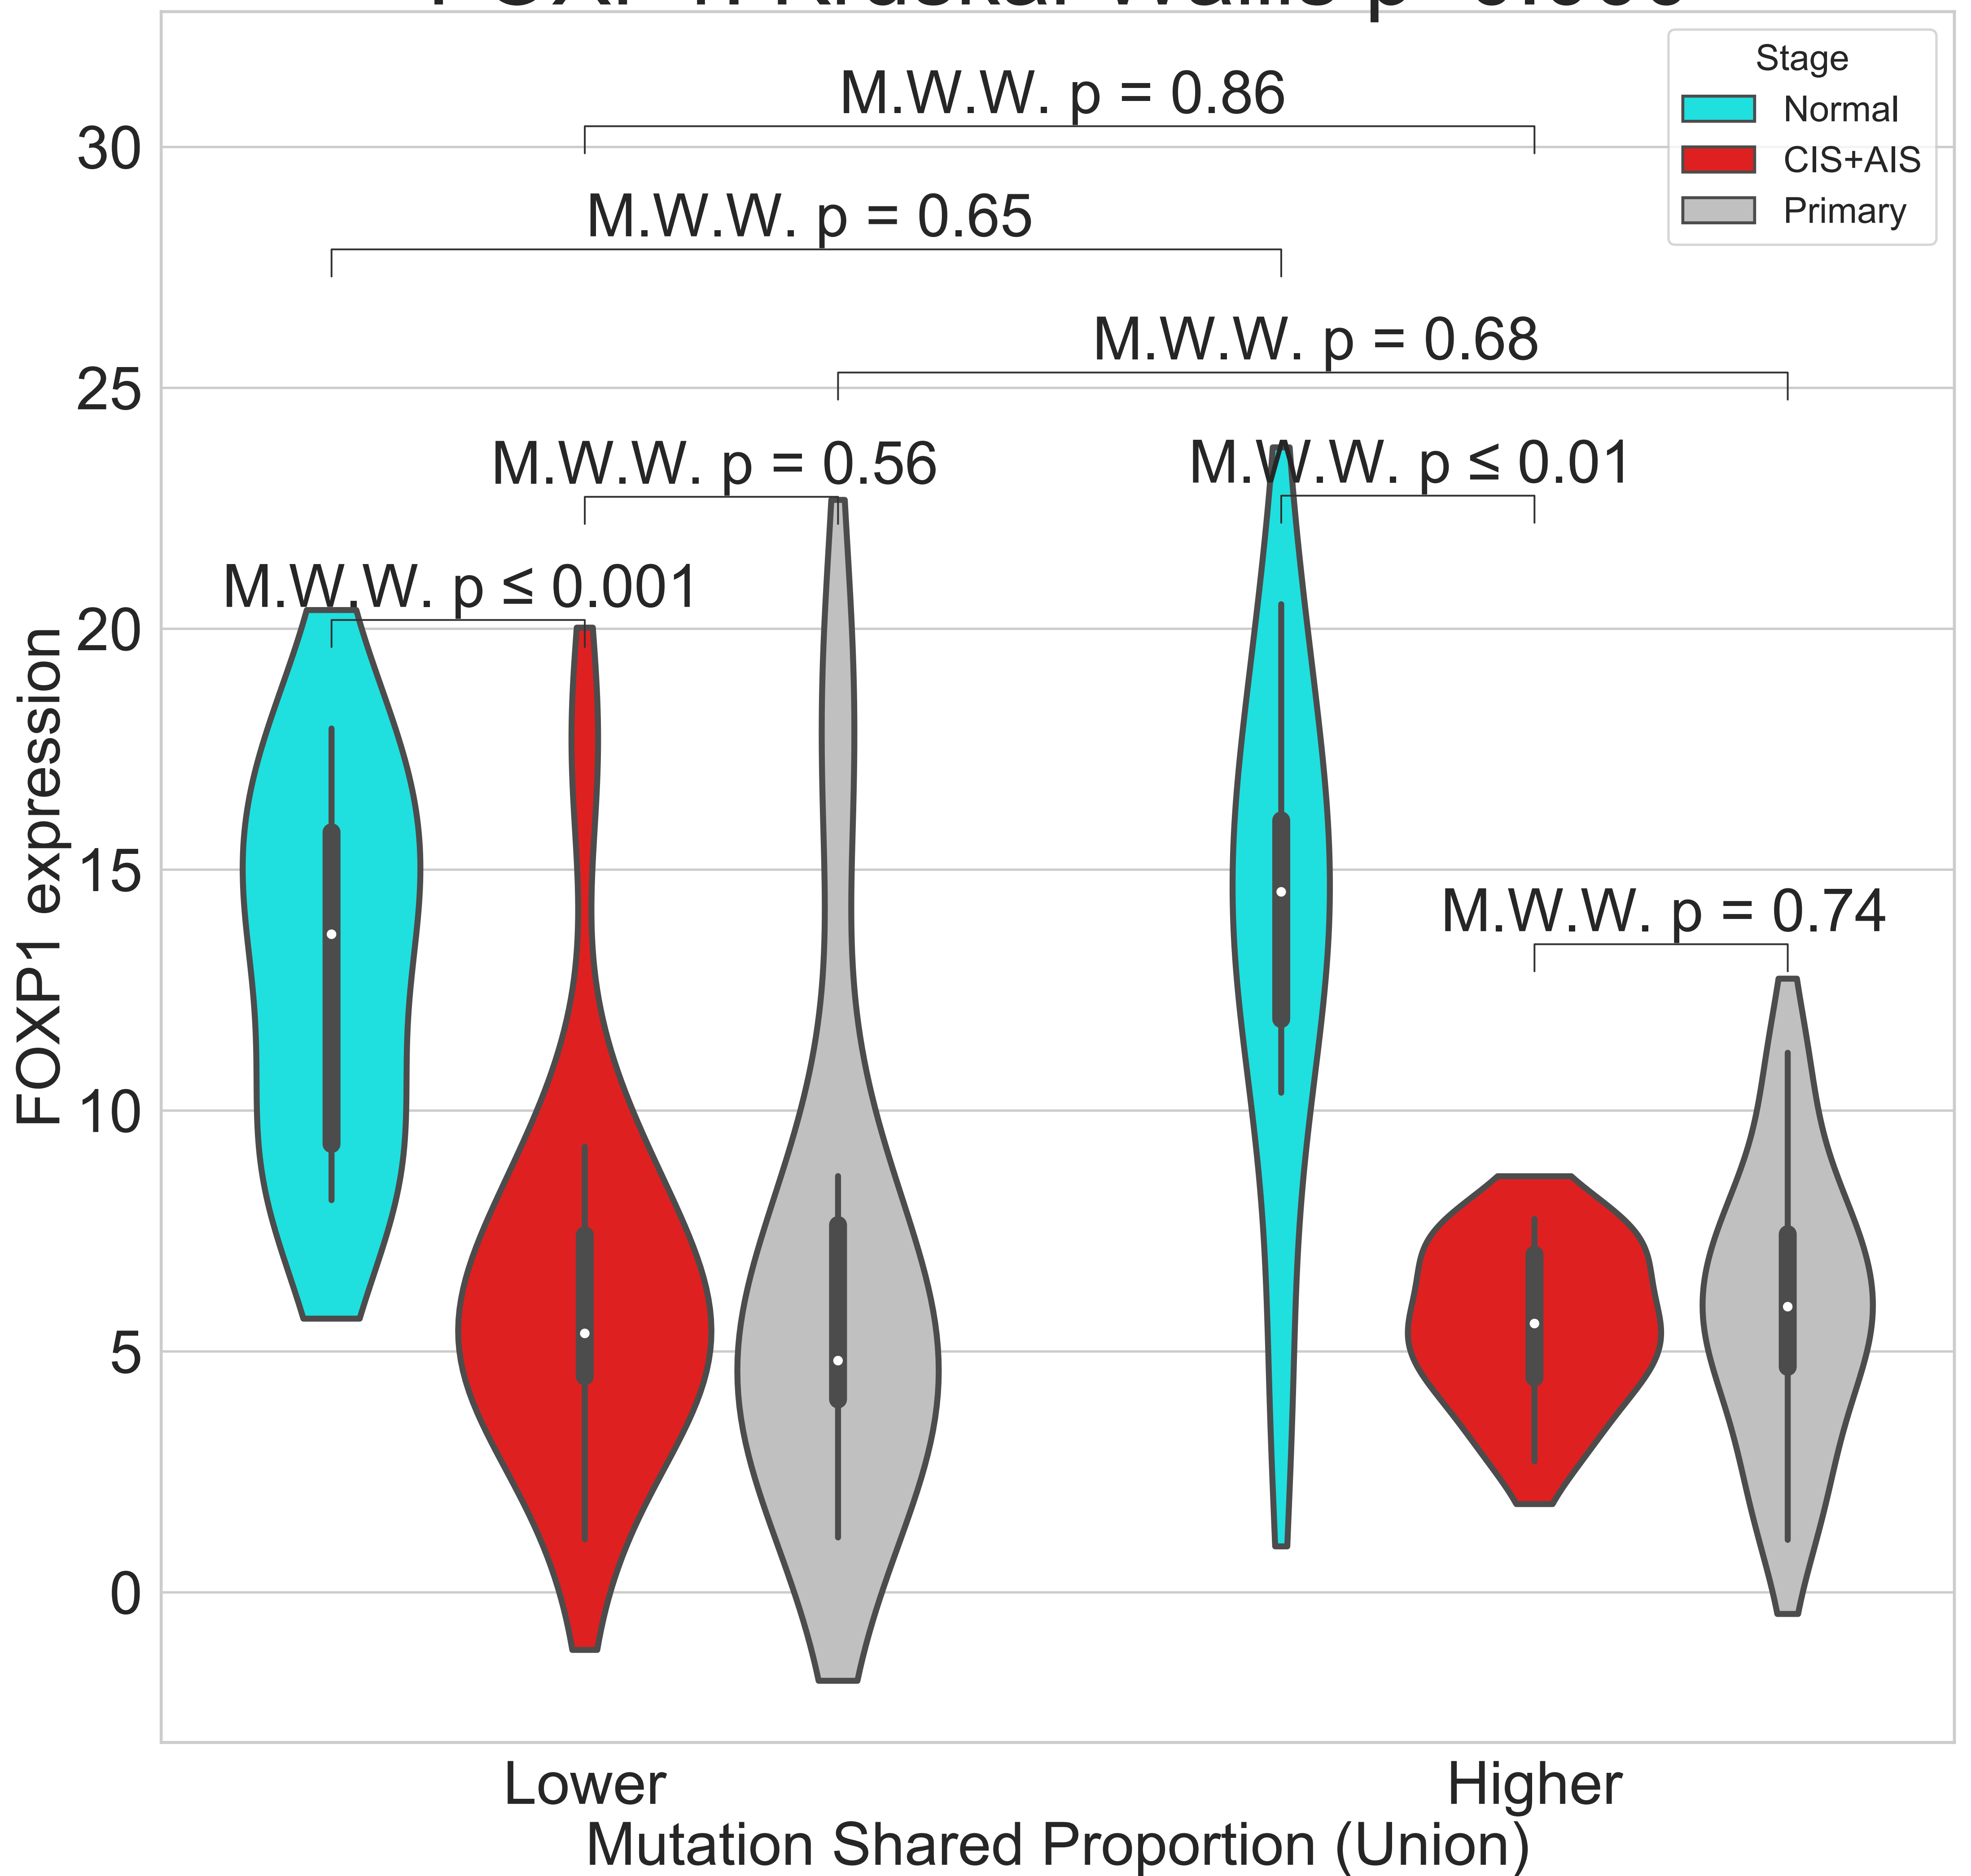 Stage
Normal
CIS+AIS
Primary
M.W.W. p = 0.86
M.W.W. p = 0.65
M.W.W. p = 0.68
M.W.W. p = 0.56
M.W.W. p ≤ 0.01
M.W.W. p ≤ 0.001
M.W.W. p = 0.74
30
25
20
15
10
5
0
FOXP1 expression
Lower
Higher
Mutation Shared Proportion (Union)